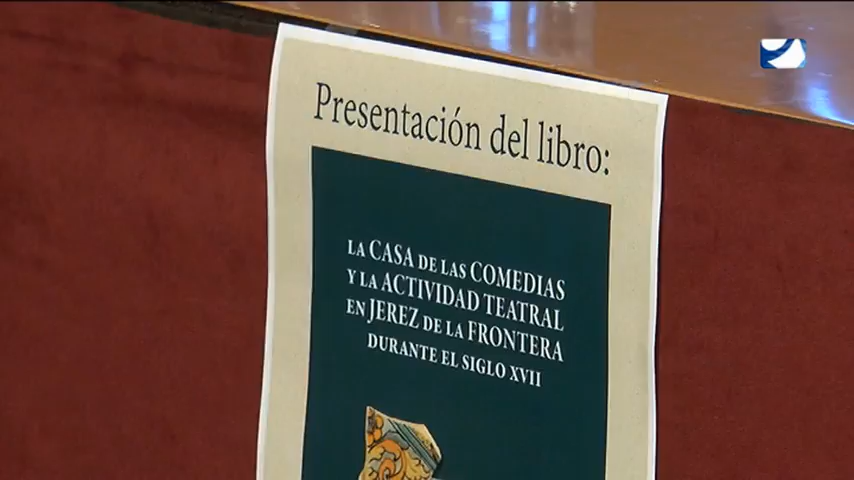 Presentación del libro:
LA CASA DE LAS COMEDIAS
Y LA ACTIVIDAD TEATRAL
EN JEREZ DE LA FRONTERA
DURANTE EL SIGLO XVII